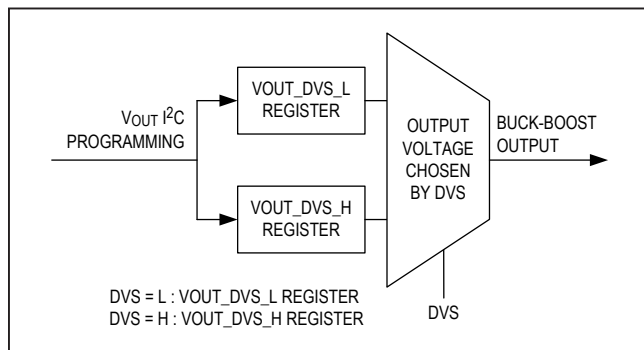 VOUT I²C
PROGRAMMING
VOUT_DVS_L
REGISTER
VOUT_DVS_H
REGISTER
OUTPUT
VOLTAGE
CHOSEN
BY DVS
BUCK-BOOST
OUTPUT
DVS
DVS = L : VOUT_DVS_L REGISTER
DVS = H : VOUT_DVS_H REGISTER